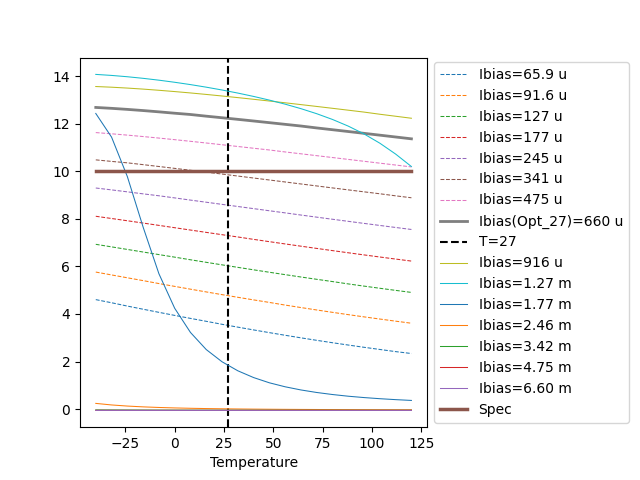 14
12
10
8
6
4
2
0
−25
0
25
50
75
100
125
Temperature
Ibias=65.9 u
Ibias=91.6 u
Ibias=127 u
Ibias=177 u
Ibias=245 u
Ibias=341 u
Ibias=475 u
Ibias(Opt_27)=660 u
T=27
Ibias=916 u
Ibias=1.27 m
Ibias=1.77 m
Ibias=2.46 m
Ibias=3.42 m
Ibias=4.75 m
Ibias=6.60 m
Spec